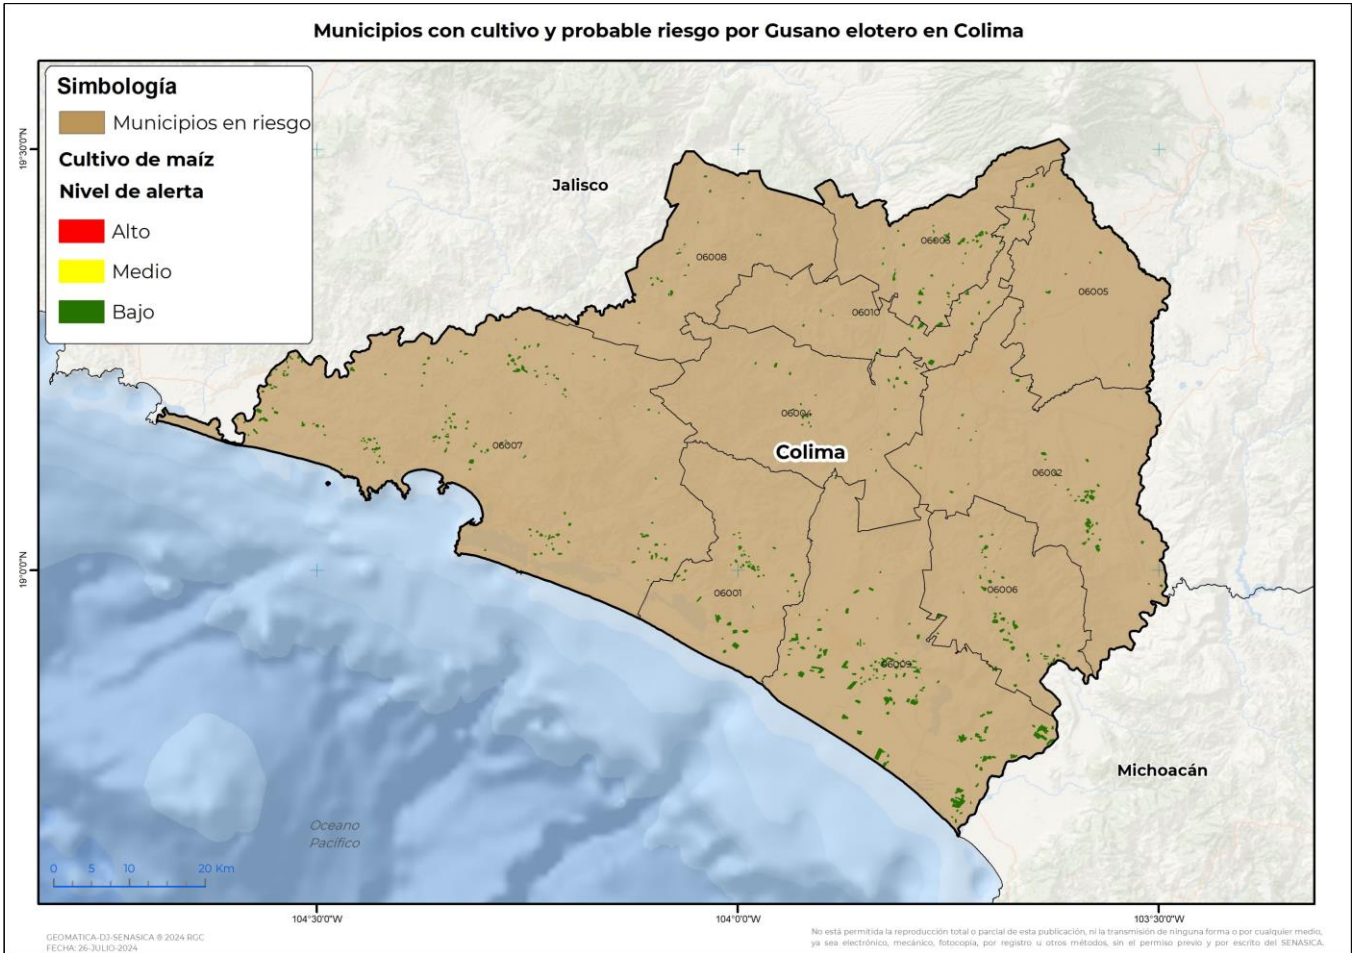 Municipios con cultivo y probable riesgo por Gusano elotero en Colima
Simbología
Municipios en riesgo
Cultivo de maíz
Nivel de alerta
Alto
Medio
Bajo
19°30'0"N
19°0'0"N
Jalisco
06008
06003
06005
06010
06004
06007
Colima
06002
06001
06006
06009
Michoacán
Oceano
Pacífico
0 5 10 20 Km
104°30'0"W
104°0'0"W
103°30'0"W
GEOMATICA-DJ-SENASICA ® 2024 RGC
FECHA: 26-JULIO-2024
No está permitida la reproducción total o parcial de esta publicación, ni la transmisión de ninguna forma o por cualquier medio,
ya sea electrónico, mecánico, fotocopia, por registro u otros métodos, sin el permiso previo y por escrito del SENASICA.